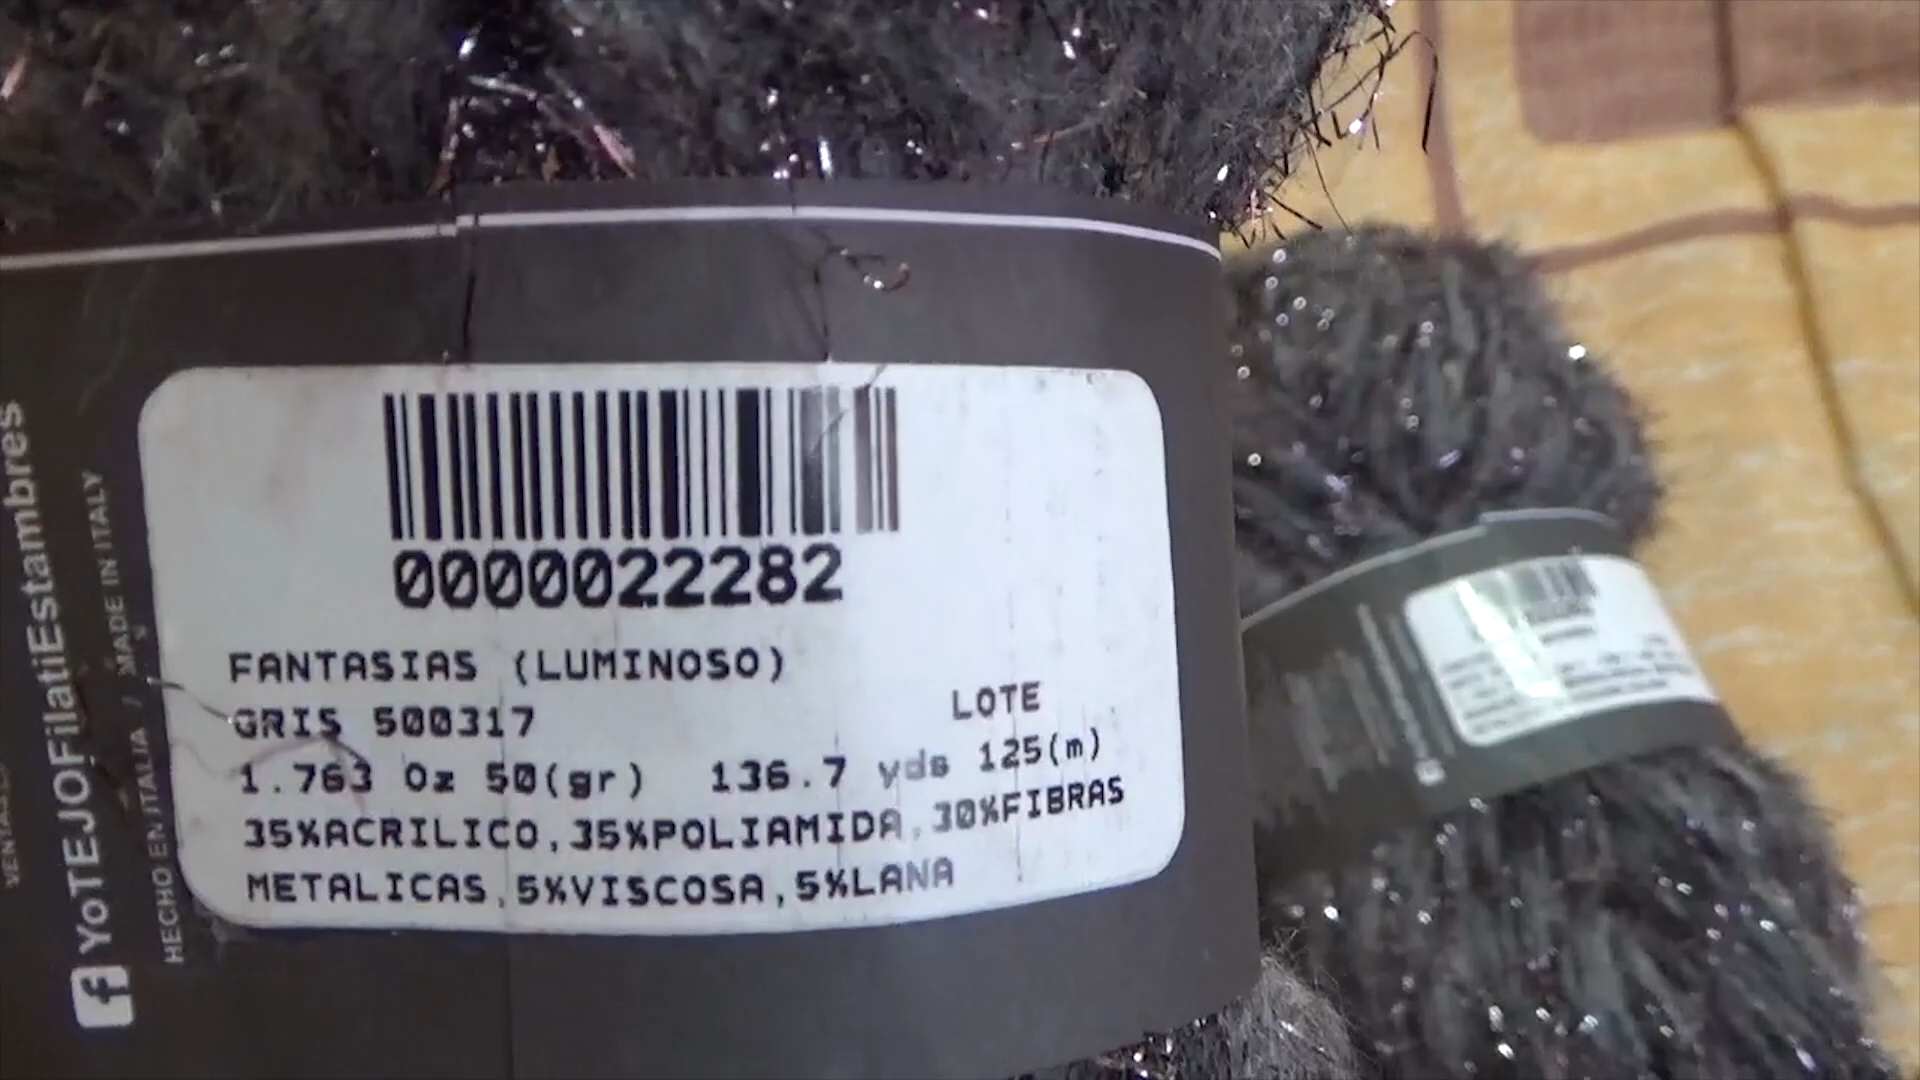 0000022282
FANTASIAS (LUMINOSO)
GRIS 500317
LOTE
1.763 Oz 50(gr) 136.7 yds 125(m)
35%ACRILICO,35%POLIAMIDA,30%FIBRAS
METALICAS,5%VISCOSA,5%LANA
YoTEJOFilatiEstambres
HECHO EN ITALIA / MADE IN ITALY